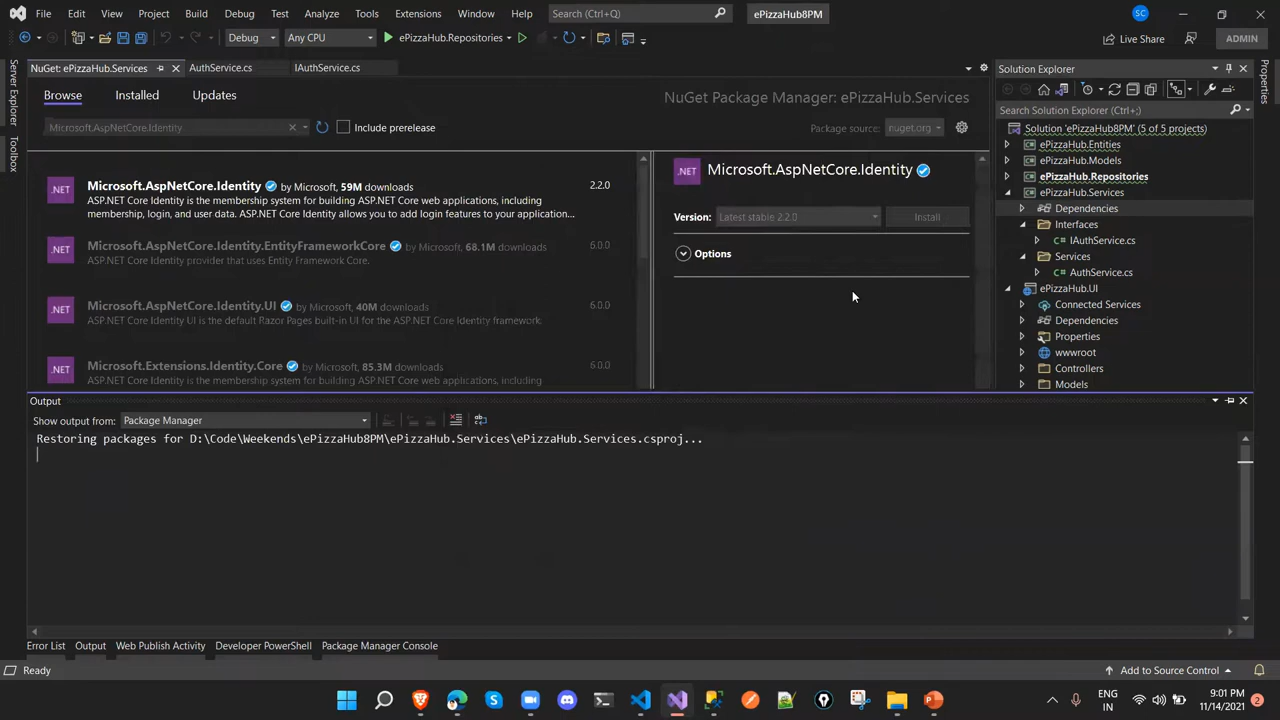 File Edit View Project Build Debug Test Analyze Tools Extensions Window Help Search (Ctrl+Q) ePizzaHub8PM SC
Debug Any CPU ePizzaHub.Repositories Live Share ADMIN
Server Explorer
Toolbox
NuGet: ePizzaHub.Services AuthService.cs IAuthService.cs
Browse Installed Updates NuGet Package Manager: ePizzaHub.Services
Microsoft.AspNetCore.Identity Include prerelease Package source: nuget.org
.NET Microsoft.AspNetCore.Identity by Microsoft, 59M downloads 2.2.0
ASP.NET Core Identity is the membership system for building ASP.NET Core web applications, including
membership, login, and user data. ASP.NET Core Identity allows you to add login features to your application...
.NET Microsoft.AspNetCore.Identity.EntityFrameworkCore by Microsoft, 68.1M downloads 6.0.0
ASP.NET Core Identity provider that uses Entity Framework Core.
.NET Microsoft.AspNetCore.Identity.UI by Microsoft, 40M downloads 6.0.0
ASP.NET Core Identity UI is the default Razor Pages built-in UI for the ASP.NET Core Identity framework.
.NET Microsoft.Extensions.Identity.Core by Microsoft, 85.3M downloads 6.0.0
ASP.NET Core Identity is the membership system for building ASP.NET Core web applications, including
.NET Microsoft.AspNetCore.Identity
Version: Latest stable 2.2.0 Install
Options
Solution Explorer
Search Solution Explorer (Ctrl+;)
Solution 'ePizzaHub8PM' (5 of 5 projects)
ePizzaHub.Entities
ePizzaHub.Models
ePizzaHub.Repositories
ePizzaHub.Services
Dependencies
Interfaces
IAuthService.cs
Services
AuthService.cs
ePizzaHub.UI
Connected Services
Dependencies
Properties
wwwroot
Controllers
Models
Properties
Output
Show output from: Package Manager
Restoring packages for D:\Code\Weekends\ePizzaHub8PM\ePizzaHub.Services\ePizzaHub.Services.csproj...
Error List Output Web Publish Activity Developer PowerShell Package Manager Console
Ready Add to Source Control
ENG 9:01 PM
IN 11/14/2021 2